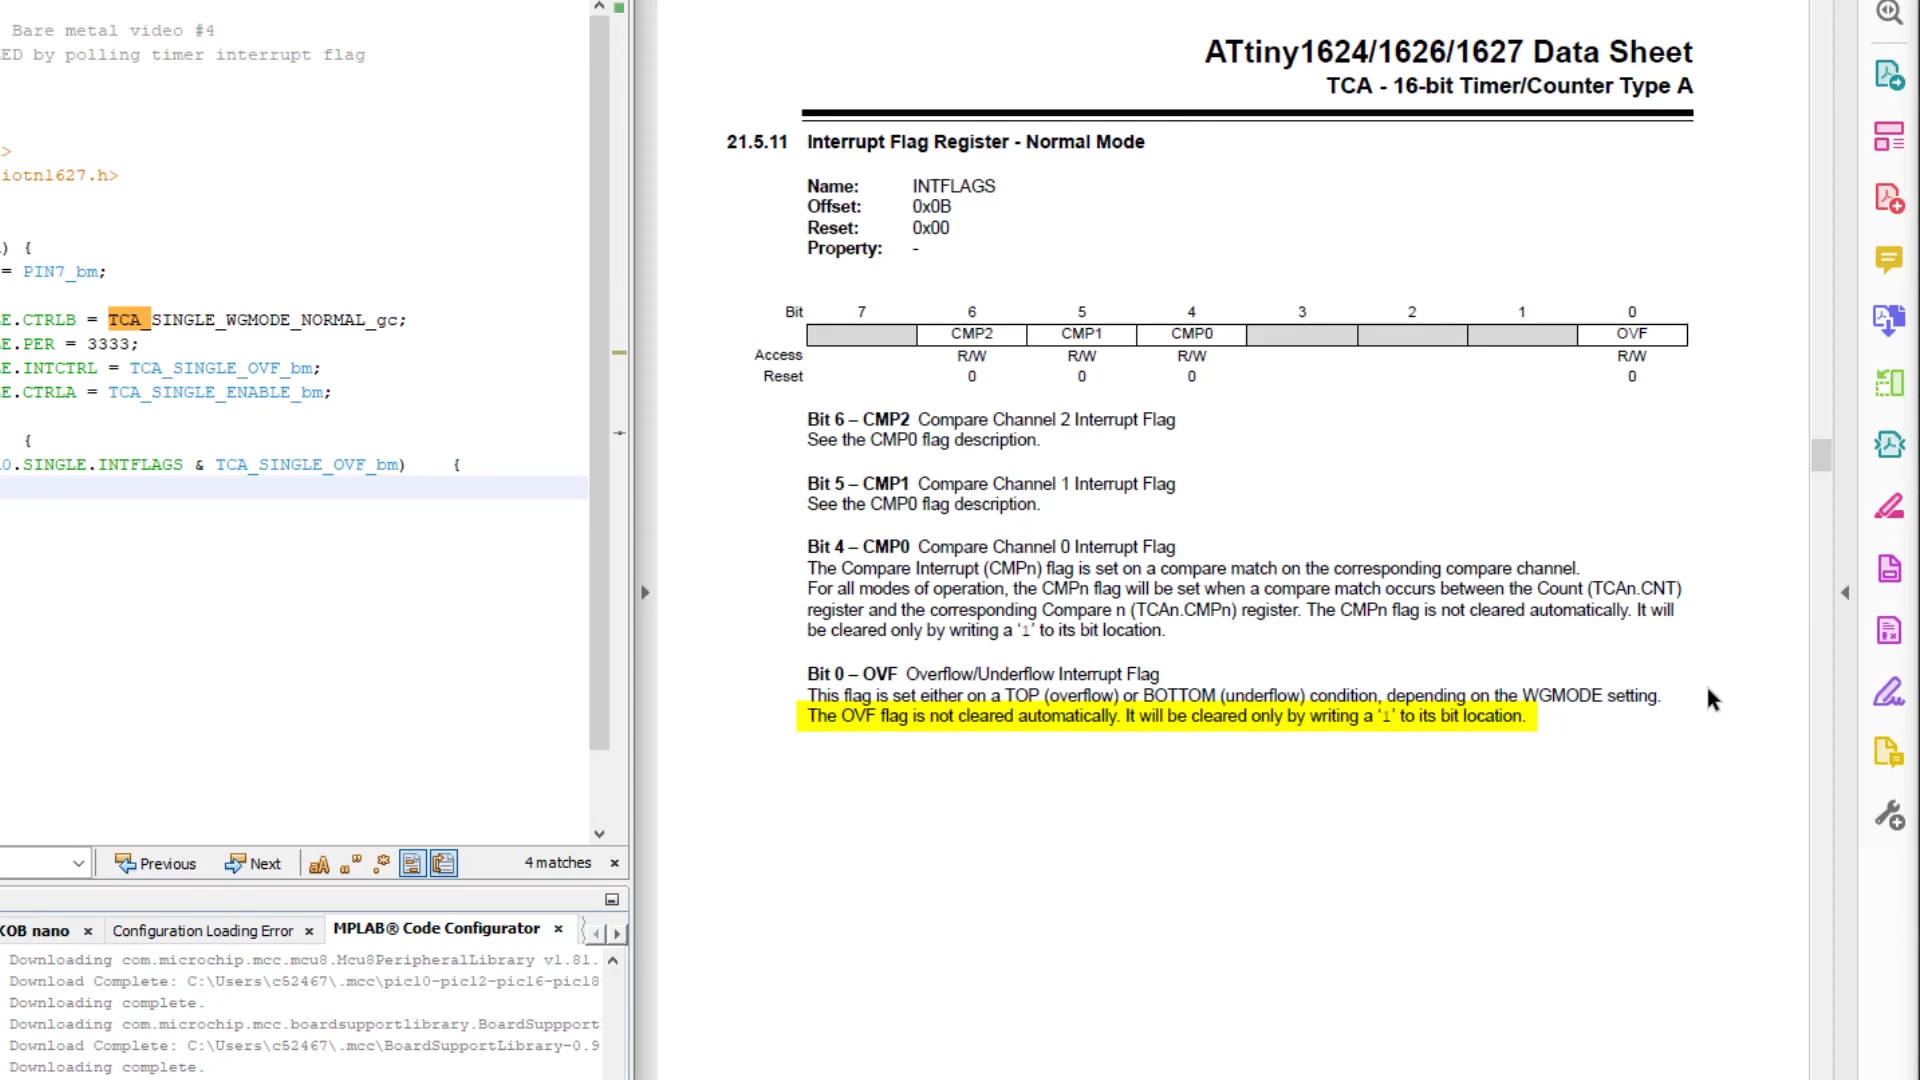 Bare metal video #4
ED by polling timer interrupt flag
>
iotn1627.h>
) {
= PIN7_bm;
E.CTRLB = TCA_SINGLE_WGMODE_NORMAL_gc;
E.PER = 3333;
E.INTCTRL = TCA_SINGLE_OVF_bm;
E.CTRLA = TCA_SINGLE_ENABLE_bm;
{
0.SINGLE.INTFLAGS & TCA_SINGLE_OVF_bm) {
Previous Next 4 matches
KOB nano Configuration Loading Error MPLAB® Code Configurator
Downloading com.microchip.mcc.mcu8.Mcu8PeripheralLibrary v1.81.
Download Complete: C:\Users\c52467\.mcc\pic10-pic12-pic16-pic18
Downloading complete.
Downloading com.microchip.mcc.boardsupportlibrary.BoardSuppport
Download Complete: C:\Users\c52467\.mcc\BoardSupportLibrary-0.9
Downloading complete.
ATtiny1624/1626/1627 Data Sheet
TCA - 16-bit Timer/Counter Type A
21.5.11 Interrupt Flag Register - Normal Mode
Name: INTFLAGS
Offset: 0x0B
Reset: 0x00
Property: -
Bit 7 6 5 4 3 2 1 0
CMP2 CMP1 CMP0 OVF
Access R/W R/W R/W R/W
Reset 0 0 0 0
Bit 6 – CMP2 Compare Channel 2 Interrupt Flag
See the CMP0 flag description.
Bit 5 – CMP1 Compare Channel 1 Interrupt Flag
See the CMP0 flag description.
Bit 4 – CMP0 Compare Channel 0 Interrupt Flag
The Compare Interrupt (CMPn) flag is set on a compare match on the corresponding compare channel.
For all modes of operation, the CMPn flag will be set when a compare match occurs between the Count (TCAn.CNT)
register and the corresponding Compare n (TCAn.CMPn) register. The CMPn flag is not cleared automatically. It will
be cleared only by writing a ‘1’ to its bit location.
Bit 0 – OVF Overflow/Underflow Interrupt Flag
This flag is set either on a TOP (overflow) or BOTTOM (underflow) condition, depending on the WGMODE setting.
The OVF flag is not cleared automatically. It will be cleared only by writing a ‘1’ to its bit location.